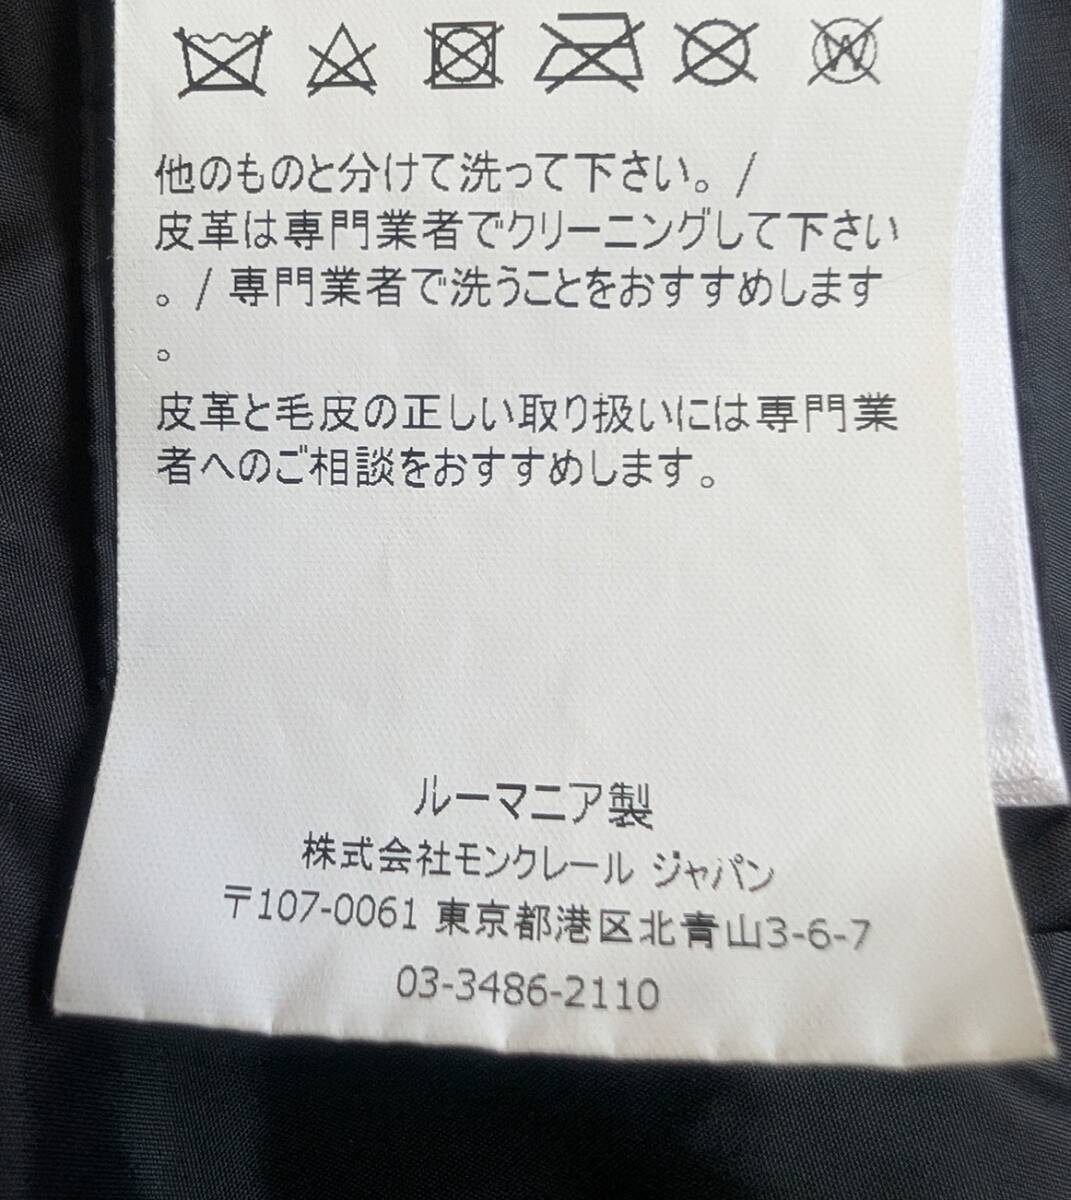 他のものと分けて洗って下さい。/
皮革は専門業者でクリーニングして下さい
。/ 専門業者で洗うことをおすすめします
。
皮革と毛皮の正しい取り扱いには専門業
者へのご相談をおすすめします。
ルーマニア製
株式会社モンクレール ジャパン
〒107-0061 東京都港区北青山3-6-7
03-3486-2110